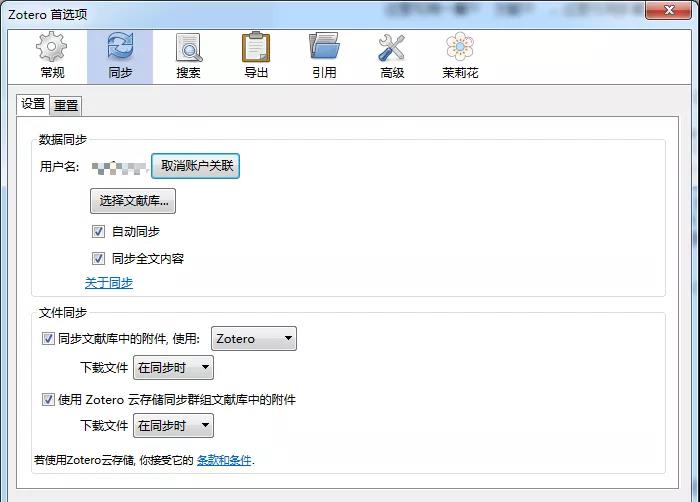 Zotero 首选项
常规 同步 搜索 导出 引用 高级 茉莉花
设置 重置
数据同步
用户名: 取消账户关联
选择文献库...
自动同步
同步全文内容
关于同步
文件同步
同步文献库中的附件, 使用: Zotero
下载文件 在同步时
使用 Zotero 云存储同步群组文献库中的附件
下载文件 在同步时
若使用Zotero云存储, 你接受它的 条款和条件.